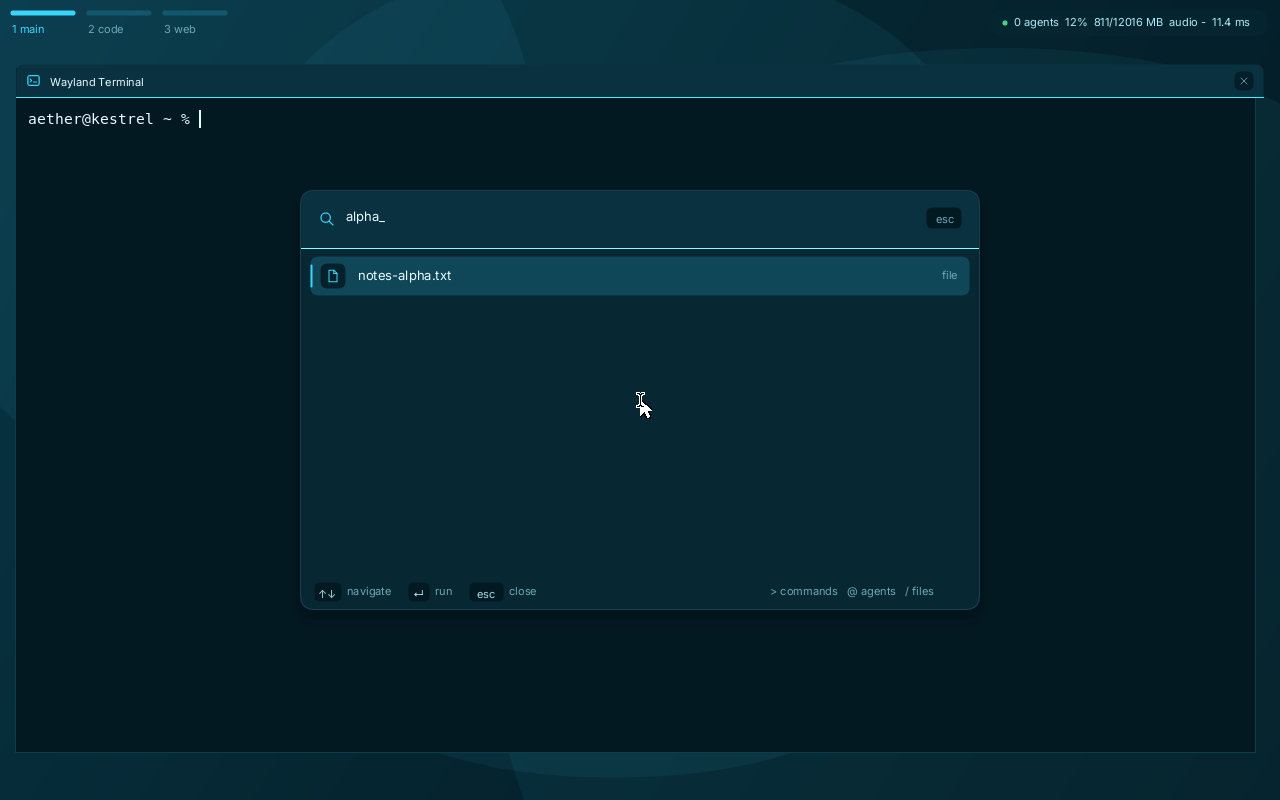 1 main 2 code 3 web
0 agents 12% 811/12016 MB audio - 11.4 ms
Wayland Terminal
aether@kestrel ~ %
alpha_ esc
notes-alpha.txt file
↑↓ navigate ↵ run esc close > commands @ agents / files